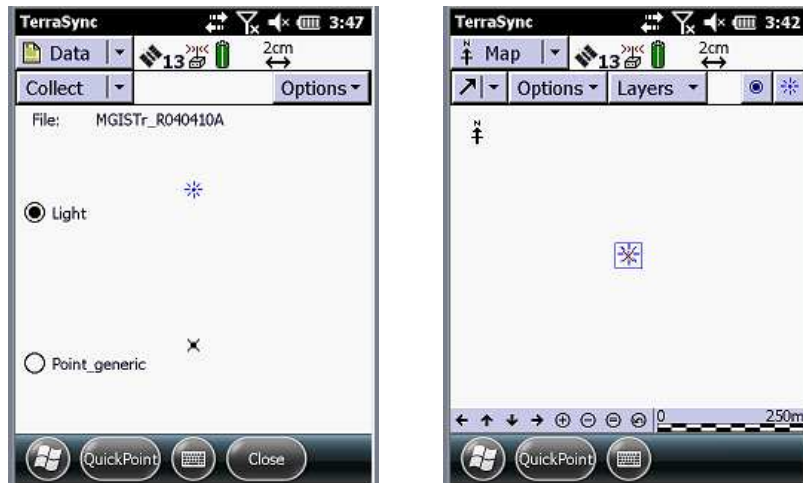 TerraSync 3:47
Data 13 2cm
Collect Options
File: MGISTr_R040410A
Light
Point_generic
QuickPoint Close
TerraSync 3:42
N Map 13 2cm
Options Layers
N
0 250m
QuickPoint